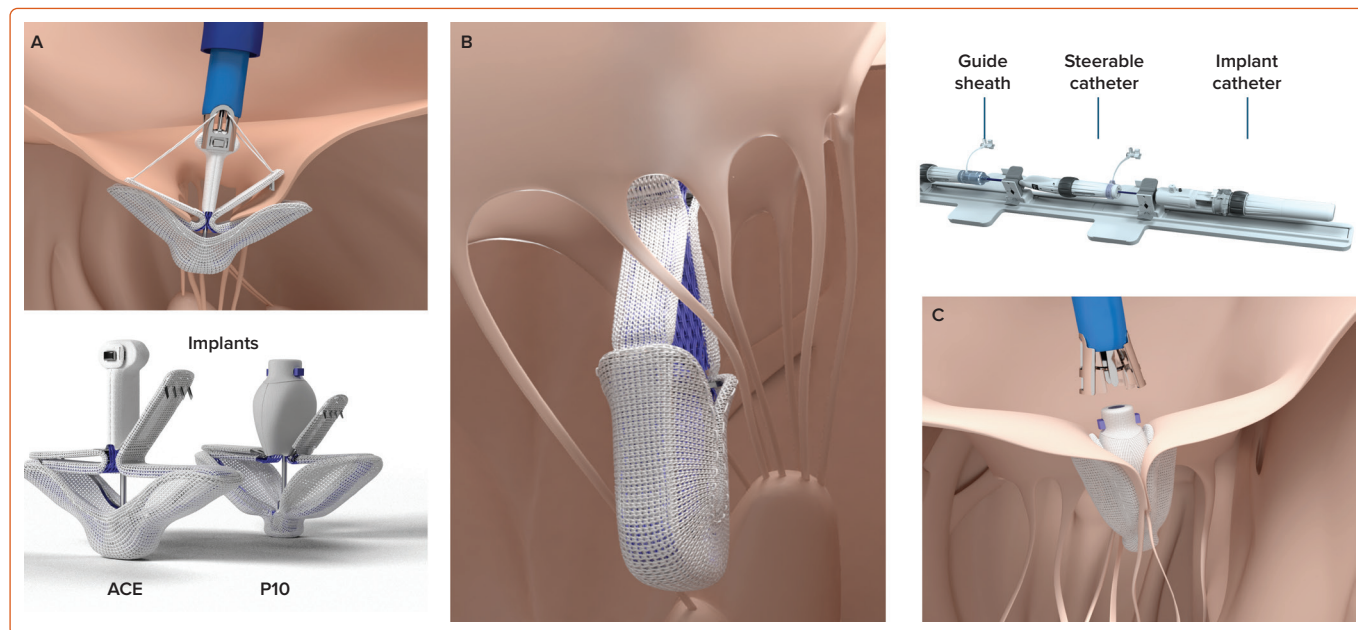 A
Implants
ACE
P10
B
Guide
sheath
Steerable
catheter
Implant
catheter
C